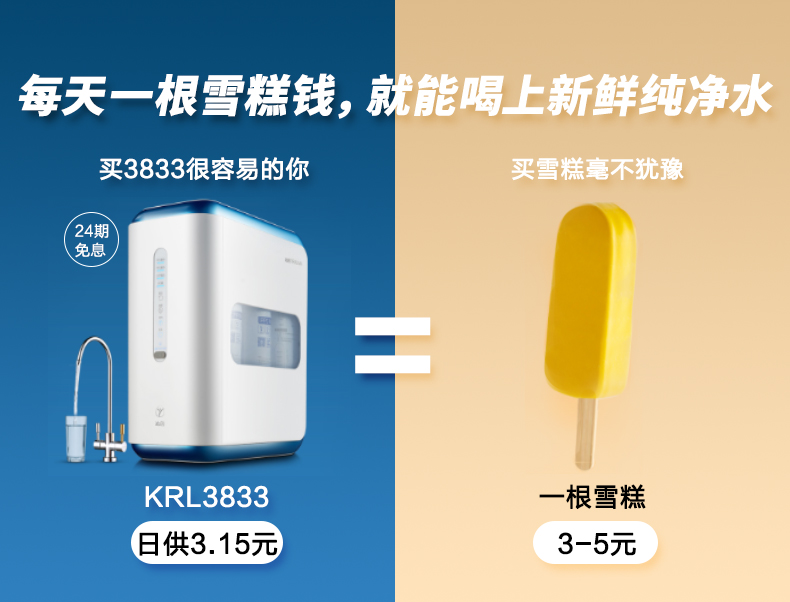 每天一根雪糕钱，就能喝上新鲜纯净水
买3833很容易的你
买雪糕毫不犹豫
24期
免息
KRL3833
日供3.15元
一根雪糕
3-5元